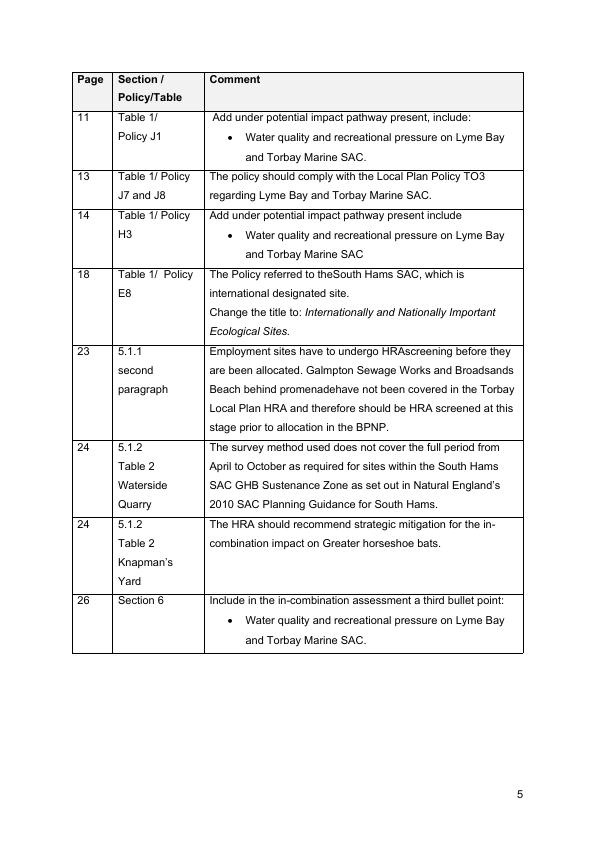 Page Section / Comment
Policy/Table
11 Table 1/ Add under potential impact pathway present, include:
Policy J1 • Water quality and recreational pressure on Lyme Bay
and Torbay Marine SAC.
13 Table 1/ Policy The policy should comply with the Local Plan Policy TO3
J7 and J8 regarding Lyme Bay and Torbay Marine SAC.
14 Table 1/ Policy Add under potential impact pathway present include
H3 • Water quality and recreational pressure on Lyme Bay
and Torbay Marine SAC
18 Table 1/ Policy The Policy referred to theSouth Hams SAC, which is
E8 international designated site.
Change the title to: Internationally and Nationally Important
Ecological Sites.
23 5.1.1 Employment sites have to undergo HRAscreening before they
second are been allocated. Galmpton Sewage Works and Broadsands
paragraph Beach behind promenadehave not been covered in the Torbay
Local Plan HRA and therefore should be HRA screened at this
stage prior to allocation in the BPNP.
24 5.1.2 The survey method used does not cover the full period from
Table 2 April to October as required for sites within the South Hams
Waterside SAC GHB Sustenance Zone as set out in Natural England’s
Quarry 2010 SAC Planning Guidance for South Hams.
24 5.1.2 The HRA should recommend strategic mitigation for the in-
Table 2 combination impact on Greater horseshoe bats.
Knapman’s
Yard
26 Section 6 Include in the in-combination assessment a third bullet point:
• Water quality and recreational pressure on Lyme Bay
and Torbay Marine SAC.
5